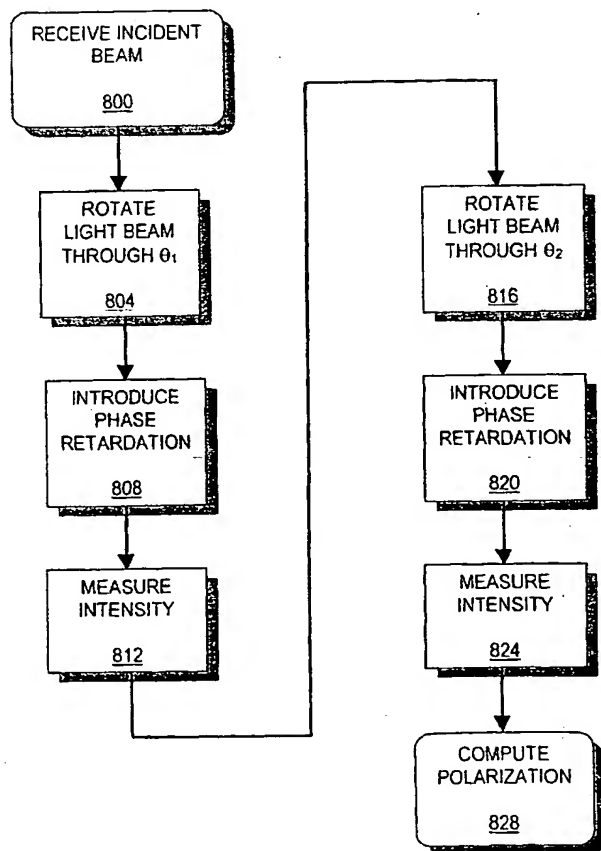 RECEIVE INCIDENT
BEAM
800
ROTATE
LIGHT BEAM
THROUGH θ₁
804
INTRODUCE
PHASE
RETARDATION
808
MEASURE
INTENSITY
812
ROTATE
LIGHT BEAM
THROUGH θ₂
816
INTRODUCE
PHASE
RETARDATION
820
MEASURE
INTENSITY
824
COMPUTE
POLARIZATION
828